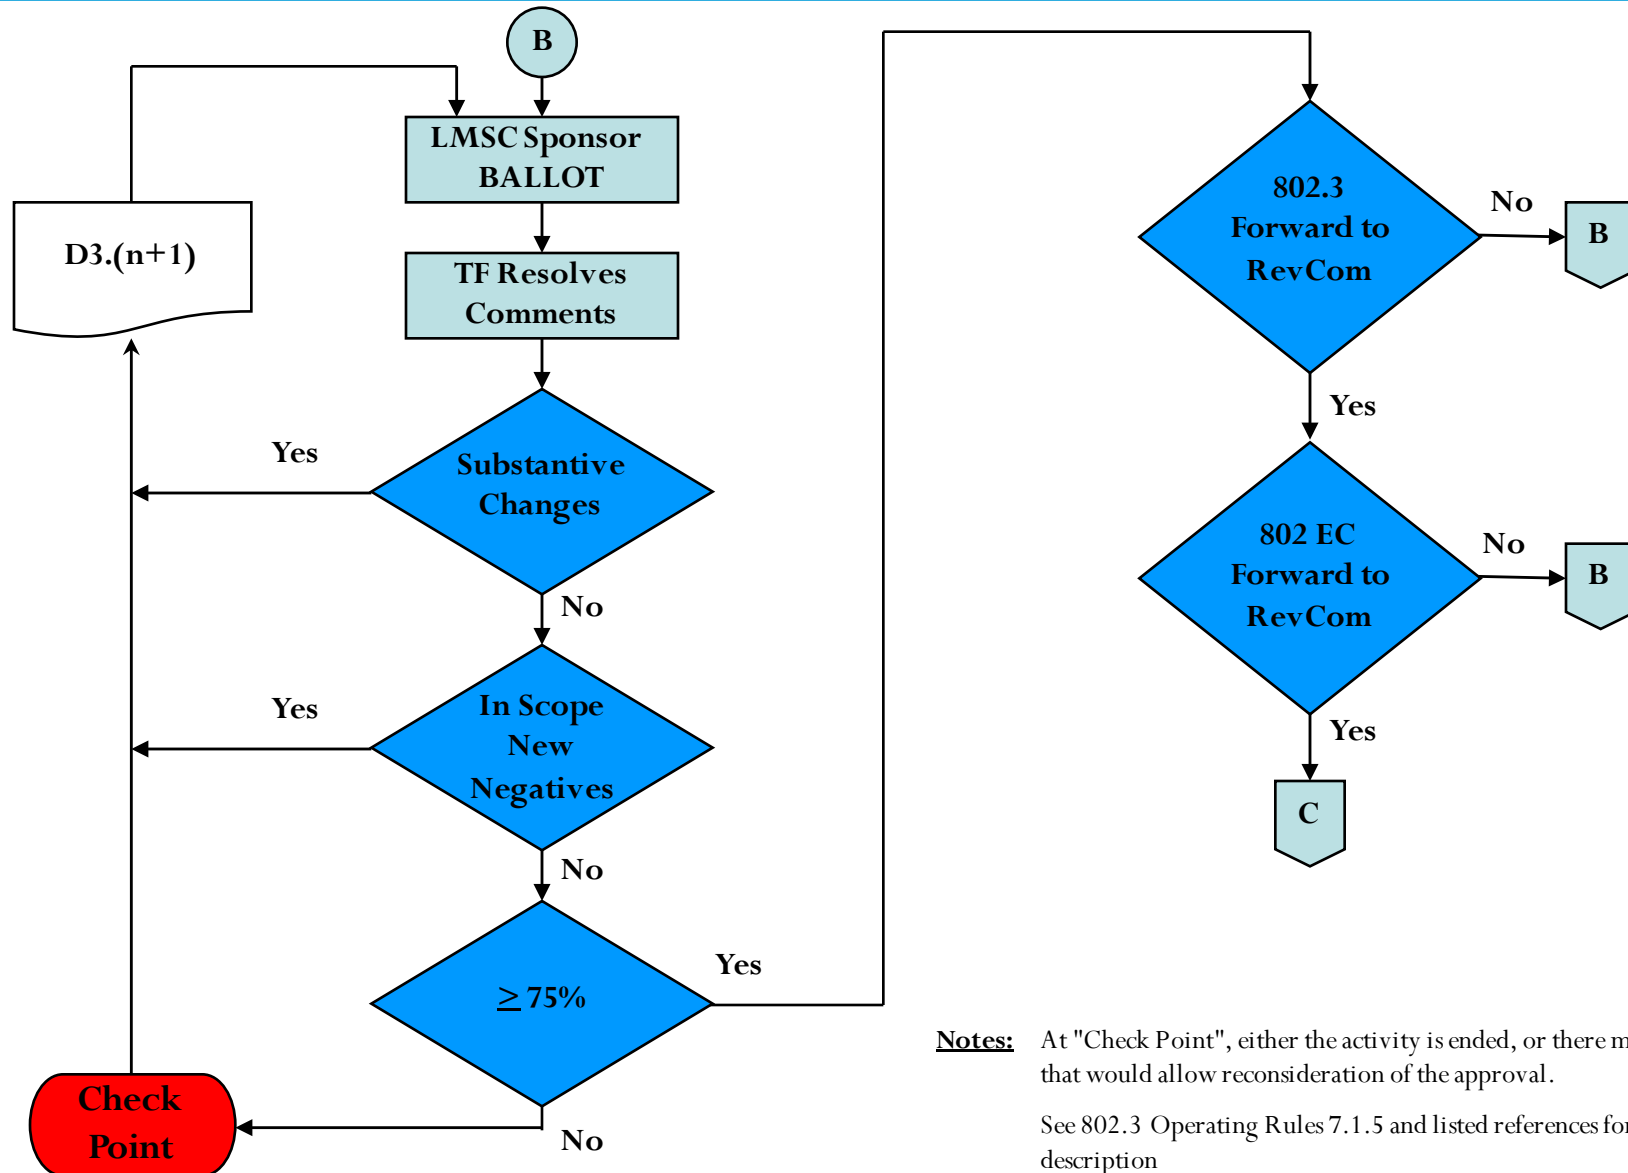 B
LMSC Sponsor
BALLOT
D3.(n+1)
TF Resolves
Comments
Yes
Substantive
Changes
No
Yes
In Scope
New
Negatives
No
≥ 75%
Yes
No
Check
Point
802.3
Forward to
RevCom
No
B
Yes
802 EC
Forward to
RevCom
No
B
Yes
C
Notes: At "Check Point", either the activity is ended, or there
that would allow reconsideration of the approval.
See 802.3 Operating Rules 7.1.5 and listed references for
description